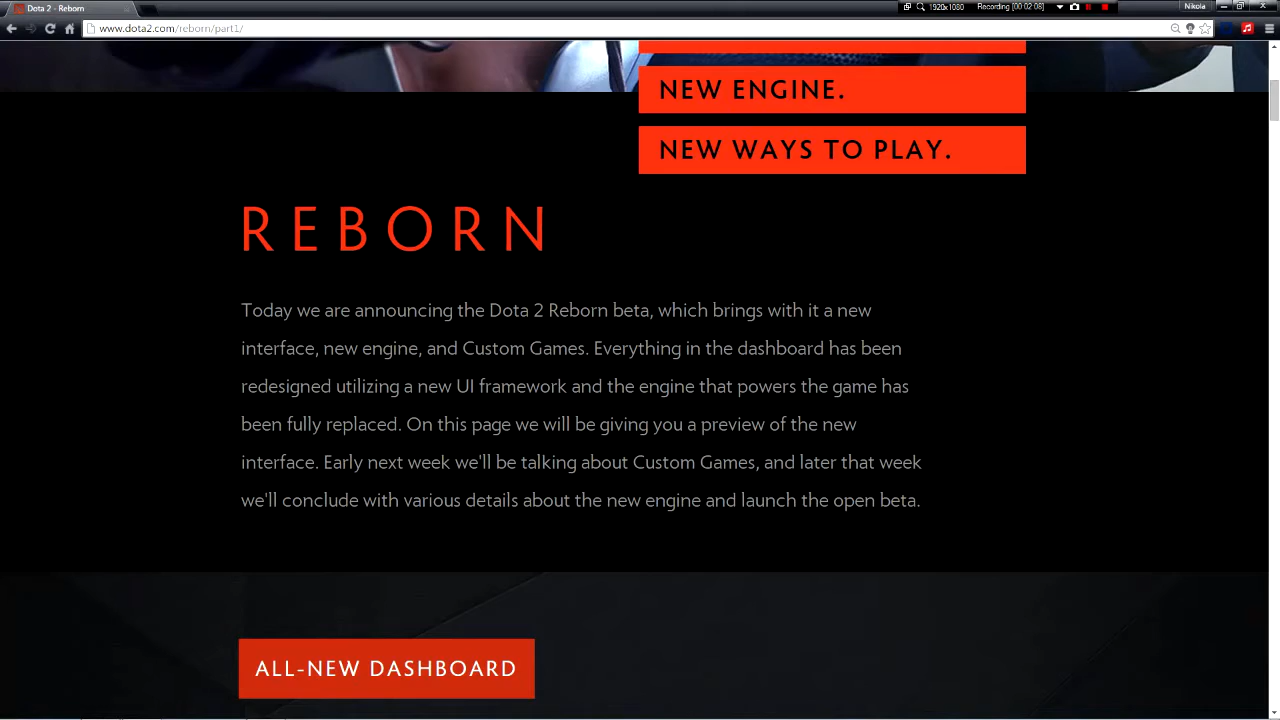 Dota 2 - Reborn
1920x1080
Recording [00:02:08]
Nikola
www.dota2.com/reborn/part1/
NEW ENGINE.
NEW WAYS TO PLAY.
REBORN
Today we are announcing the Dota 2 Reborn beta, which brings with it a new
interface, new engine, and Custom Games. Everything in the dashboard has been
redesigned utilizing a new UI framework and the engine that powers the game has
been fully replaced. On this page we will be giving you a preview of the new
interface. Early next week we'll be talking about Custom Games, and later that week
we'll conclude with various details about the new engine and launch the open beta.
ALL-NEW DASHBOARD